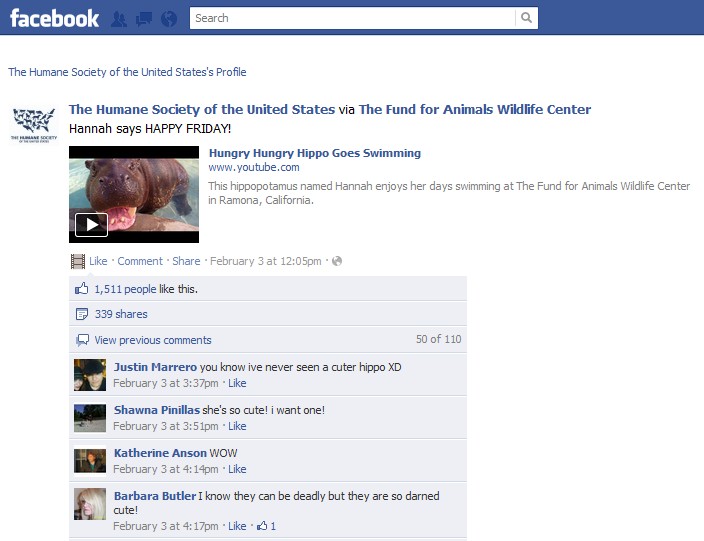 facebook
Search
The Humane Society of the United States's Profile
THE HUMANE SOCIETY
OF THE UNITED STATES
The Humane Society of the United States via The Fund for Animals Wildlife Center
Hannah says HAPPY FRIDAY!
Hungry Hungry Hippo Goes Swimming
www.youtube.com
This hippopotamus named Hannah enjoys her days swimming at The Fund for Animals Wildlife Center
in Ramona, California.
Like · Comment · Share · February 3 at 12:05pm ·
1,511 people like this.
339 shares
View previous comments 50 of 110
Justin Marrero you know ive never seen a cuter hippo XD
February 3 at 3:37pm · Like
Shawna Pinillas she's so cute! i want one!
February 3 at 3:51pm · Like
Katherine Anson WOW
February 3 at 4:14pm · Like
Barbara Butler I know they can be deadly but they are so darned
cute!
February 3 at 4:17pm · Like · 1